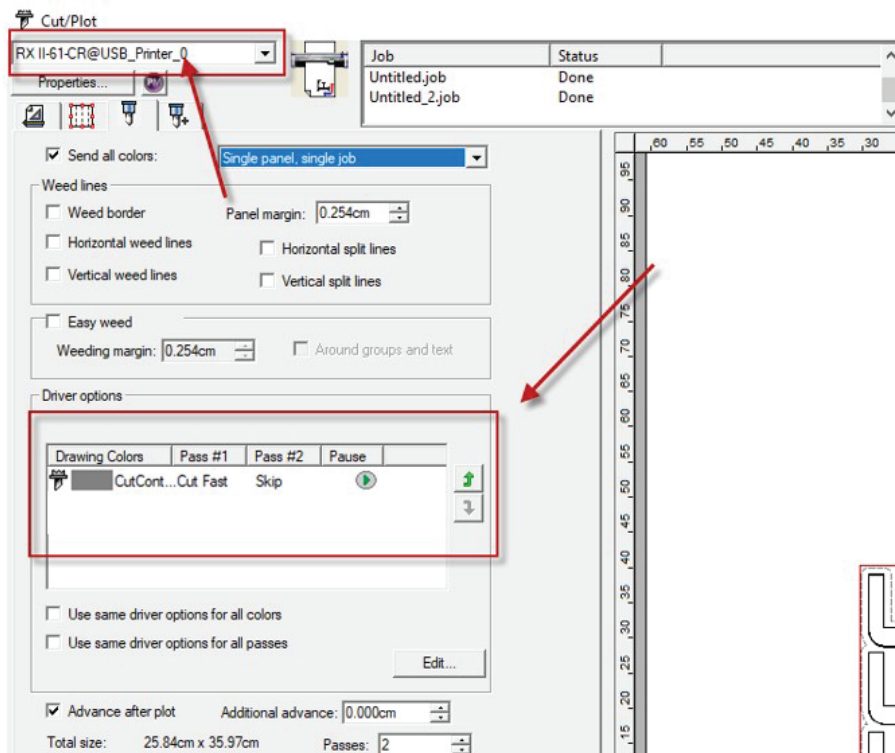 Cut/Plot
RX II-61-CR@USB_Printer_0
Properties...
Job Status
Untitled.job Done
Untitled_2.job Done
Send all colors: Single panel, single job
Weed lines
Weed border Panel margin: 0.254cm
Horizontal weed lines Horizontal split lines
Vertical weed lines Vertical split lines
Easy weed
Weeding margin: 0.254cm Around groups and text
Driver options
Drawing Colors Pass #1 Pass #2 Pause
CutCont...Cut Fast Skip
Use same driver options for all colors
Use same driver options for all passes
Edit...
Advance after plot Additional advance: 0.000cm
Total size: 25.84cm x 35.97cm Passes: 2
60 55 50 45 40 35 30
95
90
85
80
75
70
65
60
55
50
45
40
35
30
25
20
15